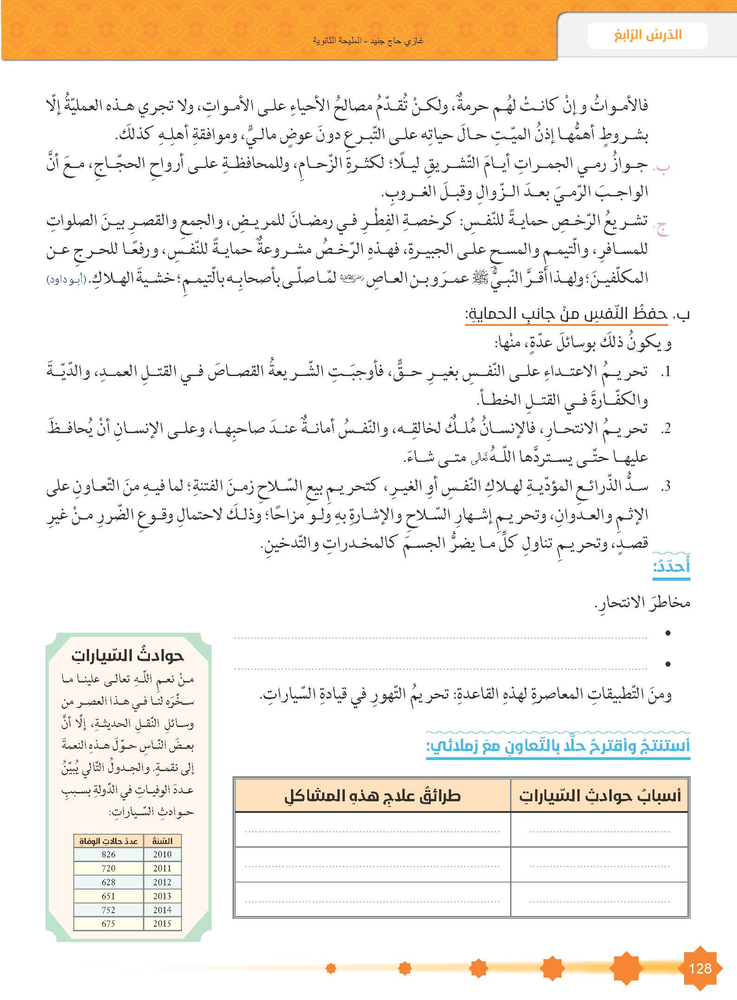 الدّرسُ الرّابعُ
غازي حاج جنيد - المليحة الثانوية
فالأمواتُ وإنْ كانتْ لهُم حرمةٌ، ولكنْ تُقدّمُ مصالحُ الأحياءِ على الأمواتِ، ولا تجري هذه العمليّةُ إلّا
بشروطٍ أهمُّها إذنُ الميّتِ حالَ حياتِه على التّبرعِ دونَ عوضٍ ماليٍّ، وموافقةِ أهلِهِ كذلكَ.
ب. جوازُ رميِ الجمراتِ أيامَ التّشريقِ ليلًا؛ لكثرةِ الزّحامِ، وللمحافظةِ على أرواحِ الحجّاجِ، معَ أنَّ
الواجبَ الرّميَ بعدَ الزّوالِ وقبلَ الغروبِ.
ج. تشريعُ الرّخصِ حمايةً للنّفسِ: كرخصةِ الفِطْرِ في رمضانَ للمريضِ، والجمعِ والقصرِ بينَ الصلواتِ
للمسافرِ، والتّيممِ والمسحِ على الجبيرةِ، فهذهِ الرّخصُ مشروعةٌ حمايةً للنّفسِ، ورفعًا للحرجِ عن
المكلّفينَ؛ ولهذا أَقرَّ النّبيُّ ﷺ عمرَو بن العاصِ رضي الله عنه لمّا صلّى بأصحابِه بالتّيممِ؛ خشيةَ الهلاكِ. (أبو داود)
ب. حفظُ النّفسِ منْ جانبِ الحمايةِ:
ويكونُ ذلكَ بوسائلَ عدّةٍ، منْها:
1. تحريمُ الاعتداءِ على النّفسِ بغيرِ حقٍّ، فأوجبَتِ الشّريعةُ القصاصَ في القتلِ العمدِ، والدّيّةَ
والكفّارةَ في القتلِ الخطأ.
2. تحريمُ الانتحارِ، فالإنسانُ مُلكٌ لخالقِه، والنّفسُ أمانةٌ عندَ صاحبِها، وعلى الإنسانِ أنْ يُحافظَ
عليها حتّى يستردَّها اللّهُ تعالى متى شاءَ.
3. سدُّ الذّرائعِ المؤدّيةِ لهلاكِ النّفسِ أوِ الغيرِ، كتحريمِ بيعِ السّلاحِ زمنَ الفتنةِ؛ لما فيهِ منَ التّعاونِ على
الإثمِ والعدوانِ، وتحريمِ إشهارِ السّلاحِ والإشارةِ بهِ ولو مزاحًا؛ وذلكَ لاحتمالِ وقوعِ الضّررِ منْ غيرِ
قصدٍ، وتحريمِ تناولِ كلِّ ما يضرُّ الجسمَ كالمخدراتِ والتّدخينِ.
أُحدّدُ:
مخاطرَ الانتحارِ.
•
•
ومنَ التّطبيقاتِ المعاصرةِ لهذهِ القاعدةِ: تحريمُ التّهورِ في قيادةِ السّياراتِ.
أستنتجُ وأقترحُ حلًّا بالتّعاونِ معَ زملائي:
أسبابُ حوادثِ السّياراتِ طرائقُ علاجِ هذهِ المشاكلِ
حوادثُ السّياراتِ
منْ نعمِ اللّهِ تعالى علينا ما
سخّرَه لنا في هذا العصر من
وسائلِ النّقلِ الحديثةِ، إلّا أنَّ
بعضَ النّاسِ حوّلَ هذهِ النعمةَ
إلى نقمةٍ. والجدولُ التّالي يُبيّنُ
عددَ الوفياتِ في الدّولةِ بسببِ
حوادثِ السّياراتِ:
السّنةُ عددُ حالاتِ الوفاةِ
2010 826
2011 720
2012 628
2013 651
2014 752
2015 675
128